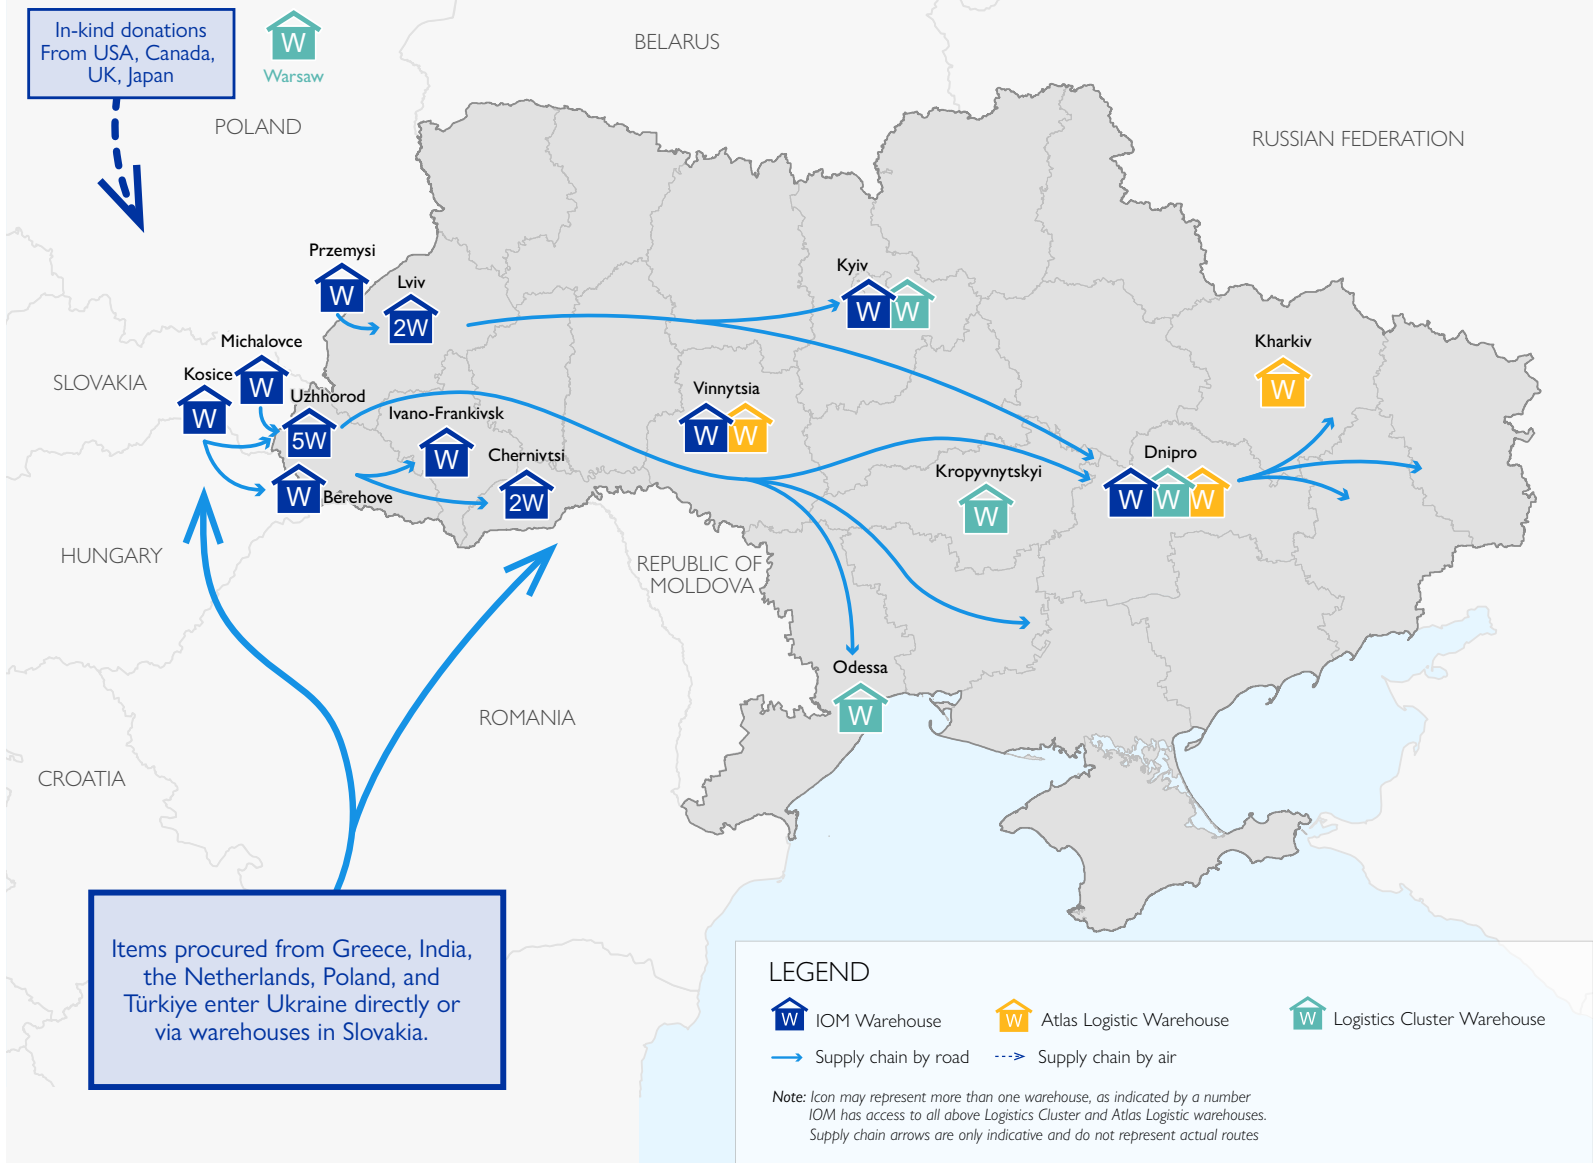 In-kind donations
From USA, Canada,
UK, Japan
W
Warsaw
BELARUS
POLAND
RUSSIAN FEDERATION
Przemysi
W
Lviv
2W
Kyiv
W
W
Michalovce
W
Kosice
W
SLOVAKIA
Uzhhorod
5W
Ivano-Frankivsk
W
Vinnytsia
W
W
Kharkiv
W
Chernivtsi
2W
Berehove
W
Kropyvnytskyi
W
Dnipro
W
W
W
HUNGARY
REPUBLIC OF
MOLDOVA
Odessa
W
ROMANIA
CROATIA
Items procured from Greece, India,
the Netherlands, Poland, and
Türkiye enter Ukraine directly or
via warehouses in Slovakia.
LEGEND
W IOM Warehouse
W Atlas Logistic Warehouse
W Logistics Cluster Warehouse
Supply chain by road
Supply chain by air
Note: Icon may represent more than one warehouse, as indicated by a number
IOM has access to all above Logistics Cluster and Atlas Logistic warehouses.
Supply chain arrows are only indicative and do not represent actual routes